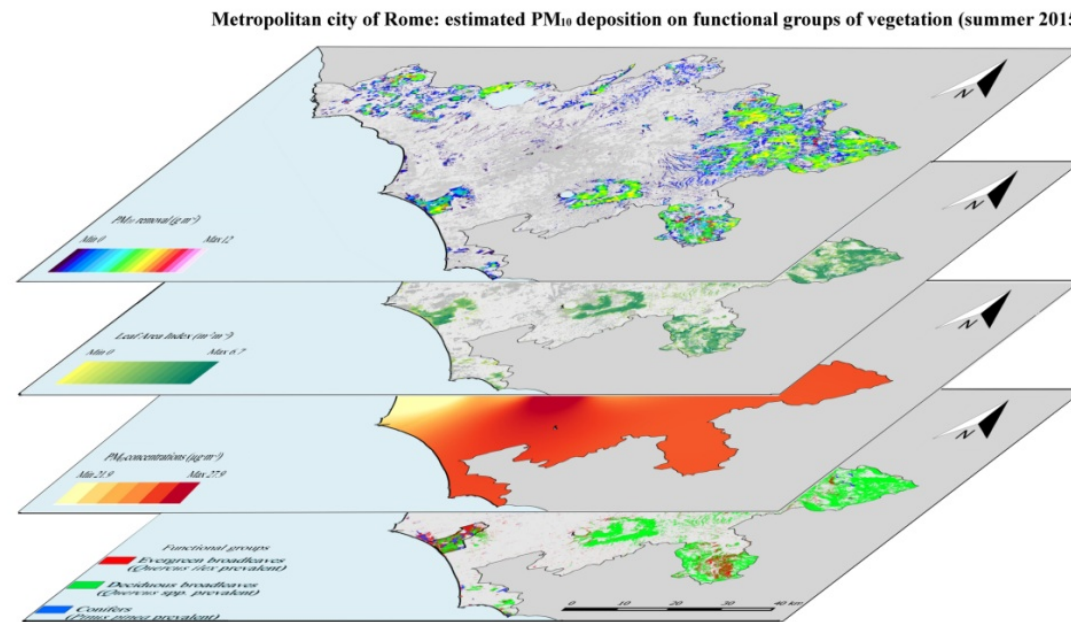 Metropolitan city of Rome: estimated PM₁₀ deposition on functional groups of vegetation (summer 2015
N
PM₁₀ removal (g m⁻²)
Min 0 Max 12
N
Leaf Area Index (m² m⁻²)
Min 0 Max 6.7
N
PM₁₀ concentrations (µg m⁻³)
Min 21.9 Max 27.9
N
Functional groups
Evergreen broadleaves
(Quercus ilex prevalent)
Deciduous broadleaves
(Quercus spp. prevalent)
Conifers
(Pinus pinea prevalent)
0 10 20 30 40 km